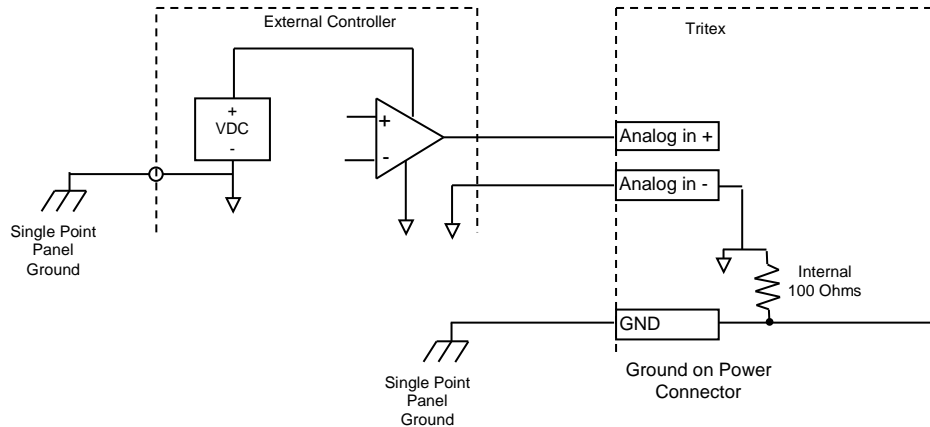 External Controller
Tritex
+
VDC
-
+
-
Analog in +
Analog in -
Single Point
Panel
Ground
Internal
100 Ohms
GND
Single Point
Panel
Ground
Ground on Power
Connector